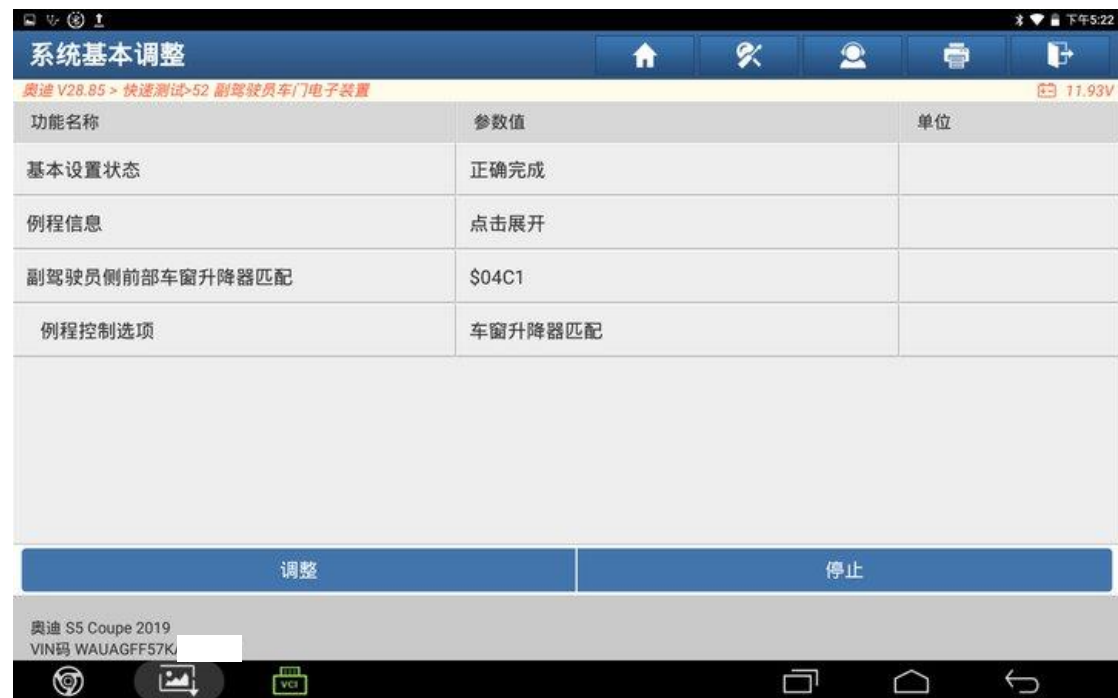 下午5:22
系统基本调整
奥迪 V28.85 > 快速测试>52 副驾驶员车门电子装置
11.93V
功能名称 参数值 单位
基本设置状态 正确完成
例程信息 点击展开
副驾驶员侧前部车窗升降器匹配 $04C1
例程控制选项 车窗升降器匹配
调整 停止
奥迪 S5 Coupe 2019
VIN码 WAUAGFF57K
VCI